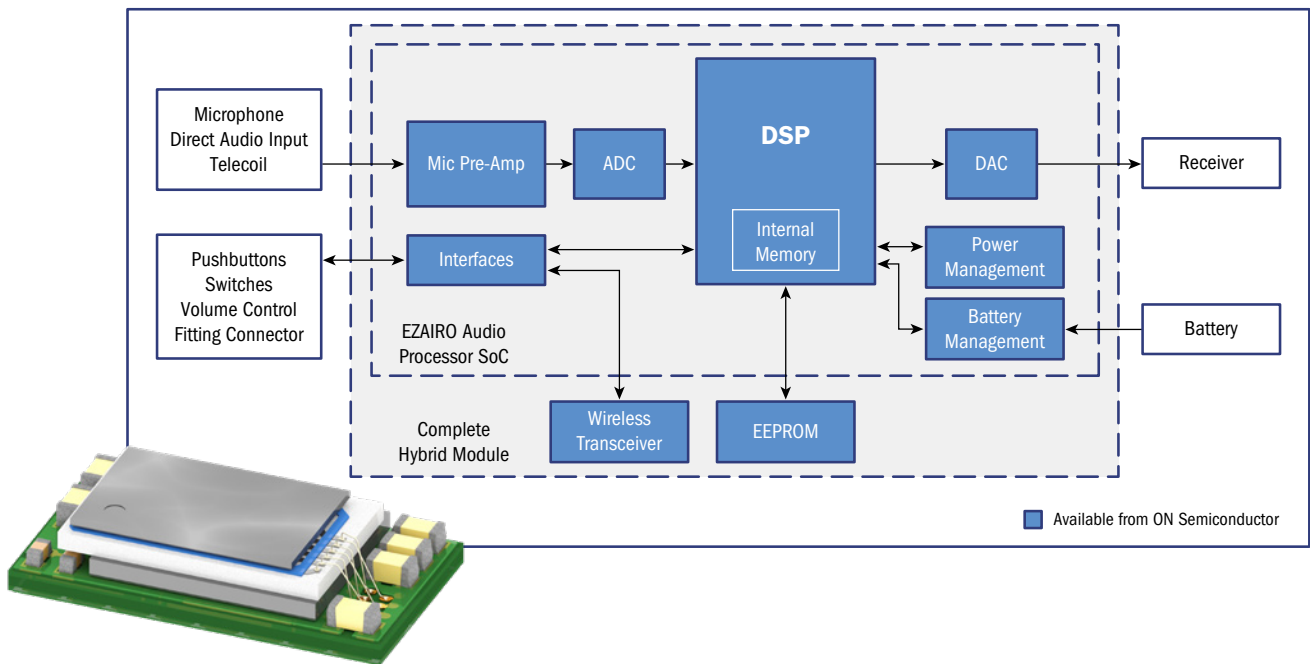 Microphone
Direct Audio Input
Telecoil
Mic Pre-Amp
ADC
DSP
Internal
Memory
DAC
Receiver
Pushbuttons
Switches
Volume Control
Fitting Connector
Interfaces
Power
Management
Battery
Management
Battery
EZAIRO Audio
Processor SoC
Complete
Hybrid Module
Wireless
Transceiver
EEPROM
Available from ON Semiconductor